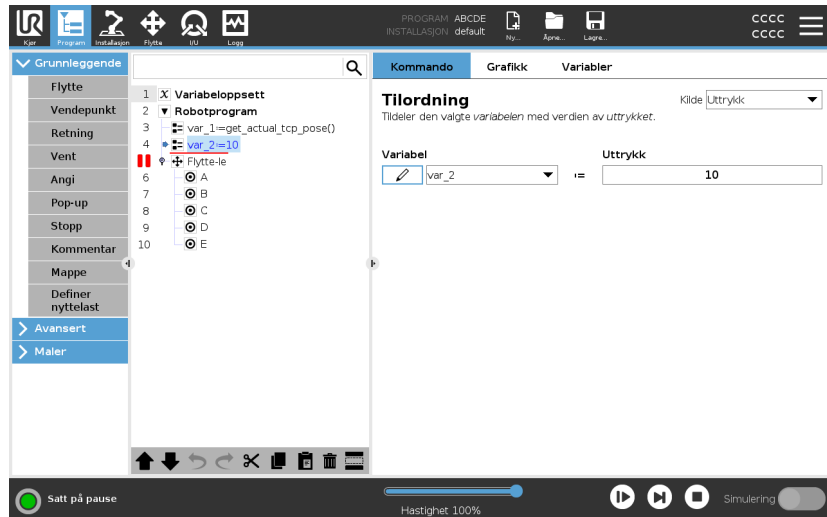 UR
PROGRAM ABCDE
INSTALLASJON default
CCCC
CCCC
Kjør
Program
Installasjon
Flytte
I/U
Logg
Ny...
Åpne...
Lagre...
Grunnleggende
Flytte
Vendepunkt
Retning
Vent
Angi
Pop-up
Stopp
Kommentar
Mappe
Definer
nyttelast
Avansert
Maler
1 X Variabeloppsett
2 Robotprogram
3 var_1:=get_actual_tcp_pose()
4 var_2:=10
Flytte-le
6 A
7 B
8 C
9 D
10 E
Kommando
Grafikk
Variabler
Tilordning
Kilde Uttrykk
Tildeler den valgte variabelen med verdien av uttrykket.
Variabel
Uttrykk
var_2 := 10
Satt på pause
Hastighet 100%
Simulering